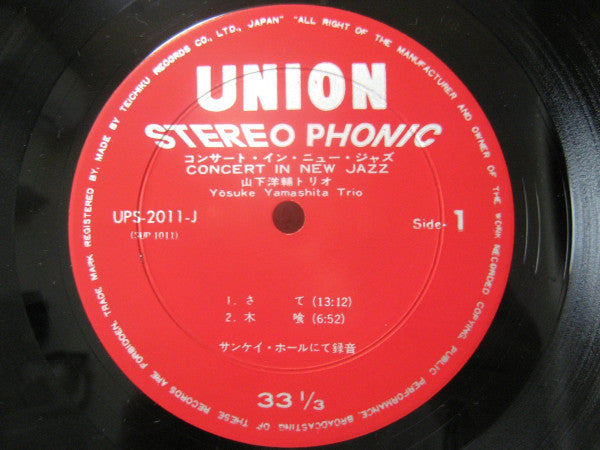 MADE BY TEICHIKU RECORDS CO., LTD., JAPAN" "ALL RIGHT OF THE MANUFACTURER AND OWNER OF THE WORK RECORDED COPYING, PUBLIC PERFORMANCE, BROADCASTING OF THESE RECORDS ARE FORBIDDEN. TRADE MARK REGISTERED BY.
UNION
STEREO PHONIC
コンサート・イン・ニュー・ジャズ
CONCERT IN NEW JAZZ
山下洋輔トリオ
Yōsuke Yamashita Trio
UPS-2011-J
Side- 1
(SUP 1011)
1. さ て (13:12)
2. 木 喰 (6:52)
サンケイ・ホールにて録音
33 1/3